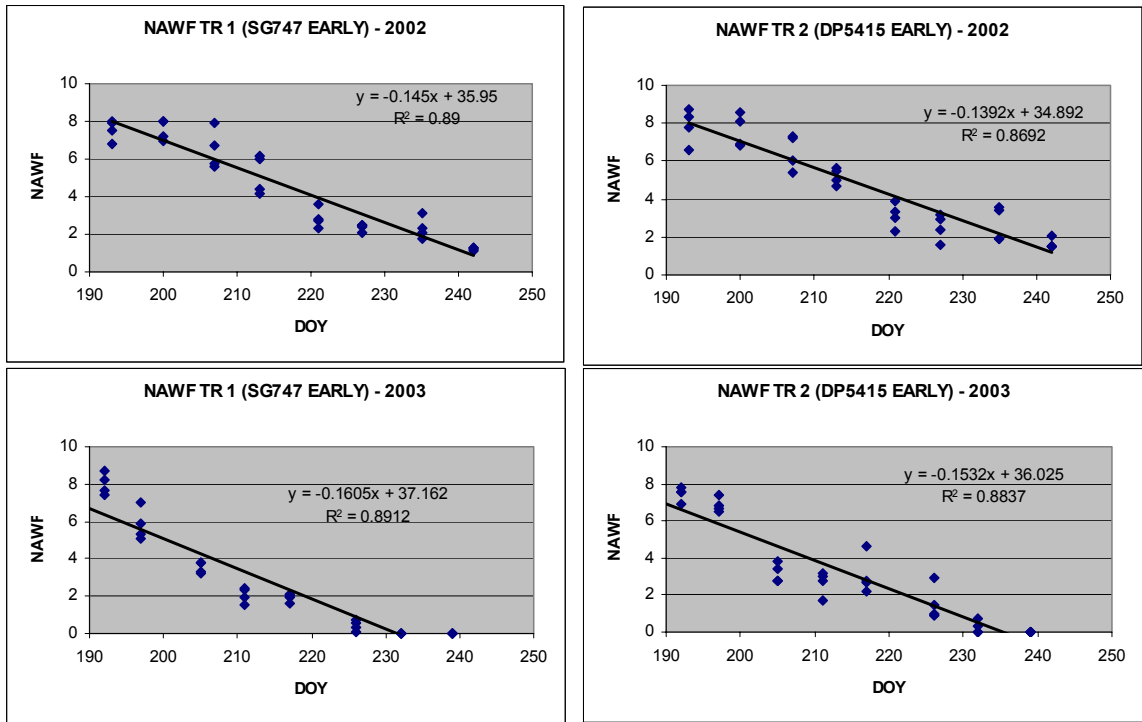 NAWF TR 1 (SG747 EARLY) - 2002
y = -0.145x + 35.95
R² = 0.89
NAWF
10
8
6
4
2
0
190 200 210 220 230 240 250
DOY
NAWF TR 2 (DP5415 EARLY) - 2002
y = -0.1392x + 34.892
R² = 0.8692
NAWF
10
8
6
4
2
0
190 200 210 220 230 240 250
DOY
NAWF TR 1 (SG747 EARLY) - 2003
y = -0.1605x + 37.162
R² = 0.8912
NAWF
10
8
6
4
2
0
190 200 210 220 230 240 250
DOY
NAWF TR 2 (DP5415 EARLY) - 2003
y = -0.1532x + 36.025
R² = 0.8837
NAWF
10
8
6
4
2
0
190 200 210 220 230 240 250
DOY